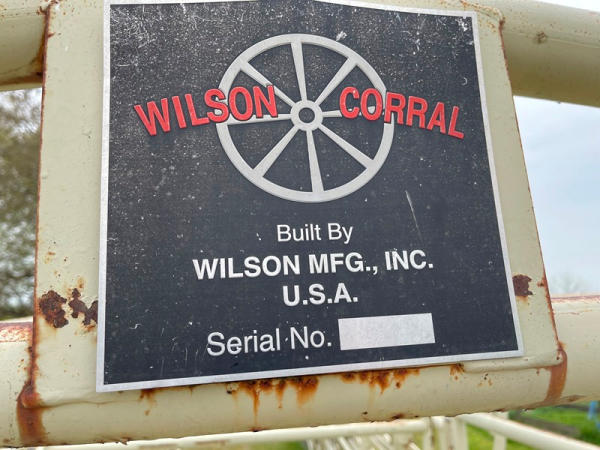 WILSON CORRAL
Built By
WILSON MFG., INC.
U.S.A.
Serial No.